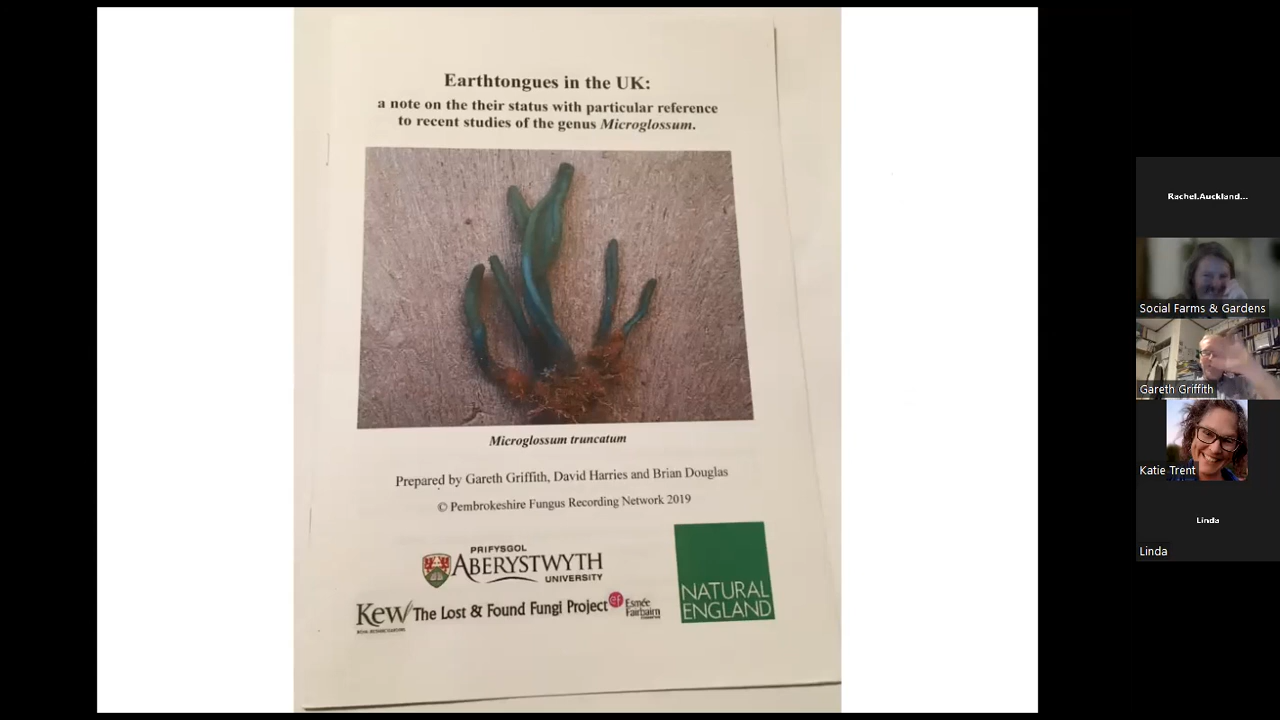 Earthtongues in the UK:
a note on the their status with particular reference
to recent studies of the genus Microglossum.
Microglossum truncatum
Prepared by Gareth Griffith, David Harries and Brian Douglas
© Pembrokeshire Fungus Recording Network 2019
PRIFYSGOL
ABERYSTWYTH
UNIVERSITY
Kew
The Lost & Found Fungi Project
ef
Esmée
Fairbairn
NATURAL
ENGLAND
Rachel.Auckland...
Social Farms & Gardens
Gareth Griffith
Katie Trent
Linda
Linda